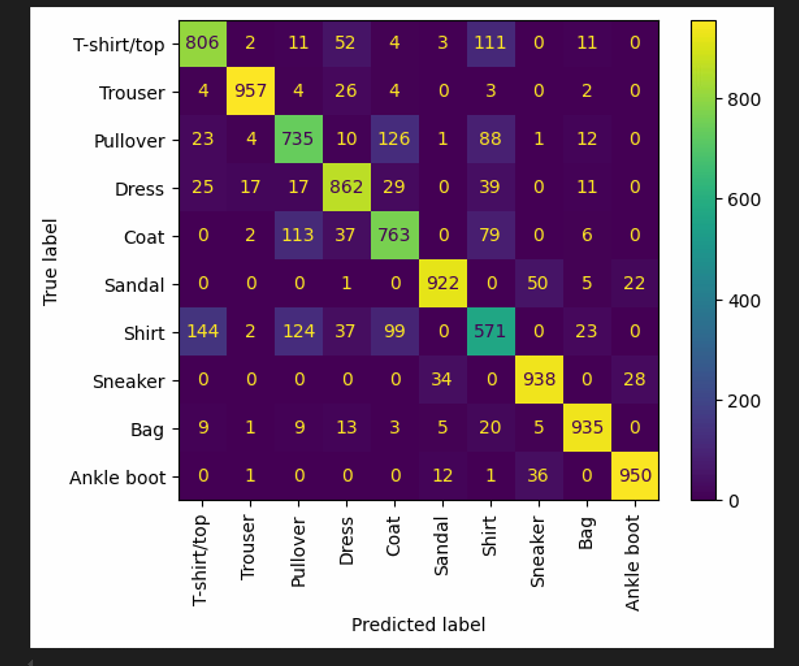 T-shirt/top 806 2 11 52 4 3 111 0 11 0
Trouser 4 957 4 26 4 0 3 0 2 0
Pullover 23 4 735 10 126 1 88 1 12 0
Dress 25 17 17 862 29 0 39 0 11 0
Coat 0 2 113 37 763 0 79 0 6 0
Sandal 0 0 0 1 0 922 0 50 5 22
Shirt 144 2 124 37 99 0 571 0 23 0
Sneaker 0 0 0 0 0 34 0 938 0 28
Bag 9 1 9 13 3 5 20 5 935 0
Ankle boot 0 1 0 0 0 12 1 36 0 950
True label
T-shirt/top
Trouser
Pullover
Dress
Coat
Sandal
Shirt
Sneaker
Bag
Ankle boot
Predicted label
800
600
400
200
0